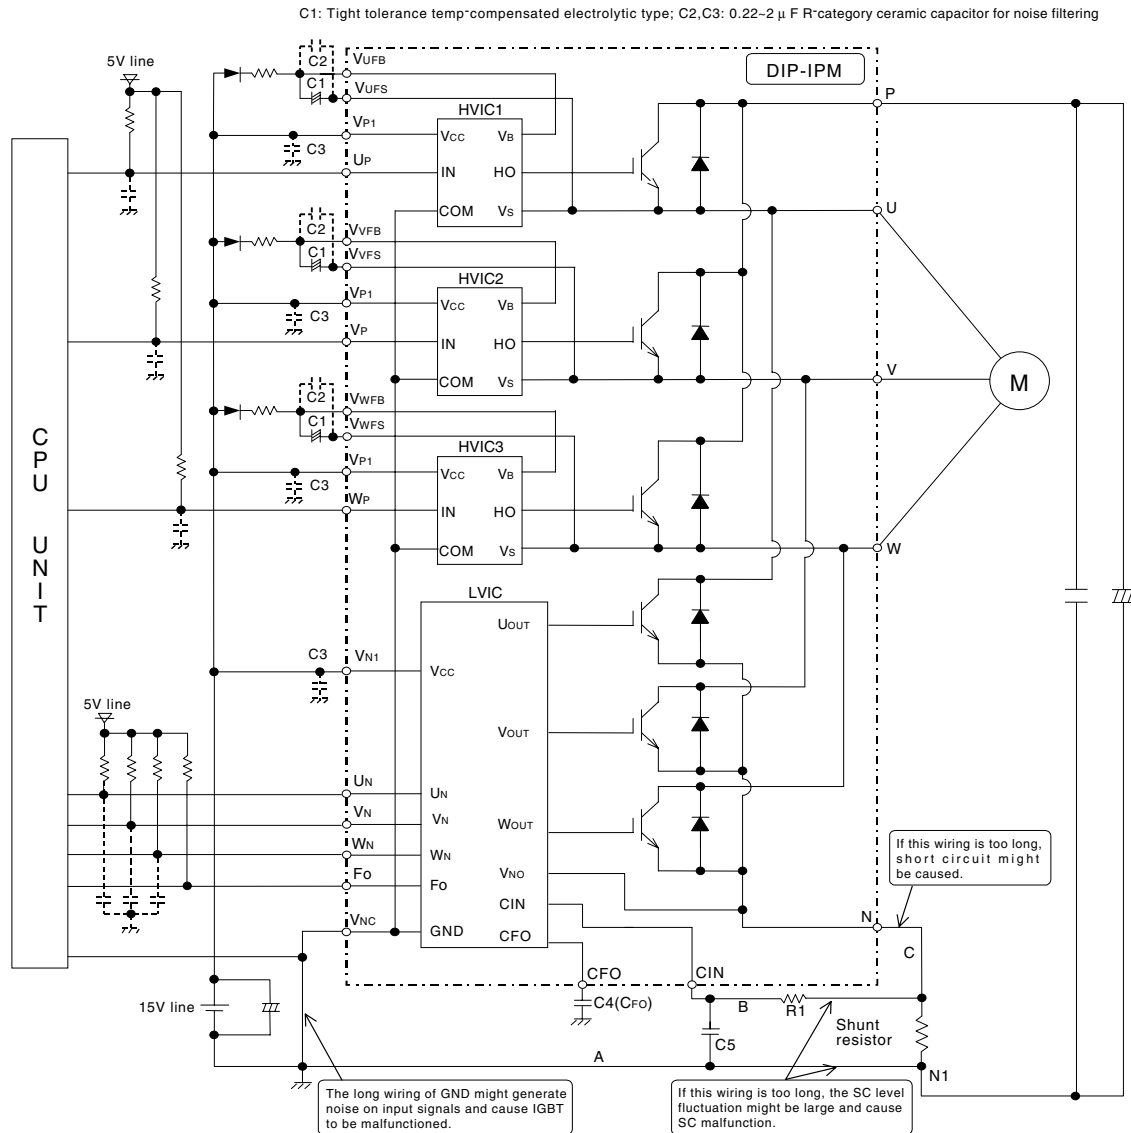 C1: Tight tolerance temp-compensated electrolytic type; C2,C3: 0.22~2 μ F R-category ceramic capacitor for noise filtering
DIP-IPM
5V line
C2
VUFB
C1
VUFS
HVIC1
P
VP1
VCC
VB
C3
UP
IN
HO
COM
VS
U
C2
VVFB
C1
VVFS
HVIC2
VP1
VCC
VB
C3
VP
IN
HO
COM
VS
V
M
C2
VWFB
C1
VWFS
HVIC3
VP1
VCC
VB
C3
WP
IN
HO
COM
VS
W
CPU UNIT
LVIC
UOUT
C3
VN1
VCC
5V line
VOUT
UN
UN
VN
VN
WOUT
WN
WN
If this wiring is too long,
short circuit might
be caused.
FO
FO
VNO
CIN
VNC
GND
CFO
N
C
CFO
CIN
15V line
C4(CFO)
B
R1
C5
Shunt
resistor
A
N1
The long wiring of GND might generate
noise on input signals and cause IGBT
to be malfunctioned.
If this wiring is too long, the SC level
fluctuation might be large and cause
SC malfunction.